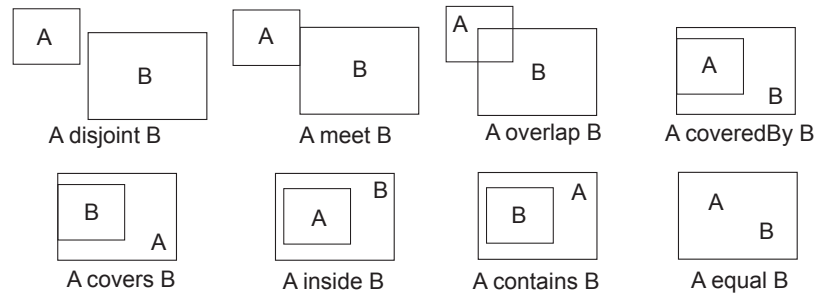 A
B
A disjoint B
A
B
A meet B
A
B
A overlap B
A
B
A coveredBy B
B
A
A covers B
B
A
A inside B
A
B
A contains B
A
B
A equal B